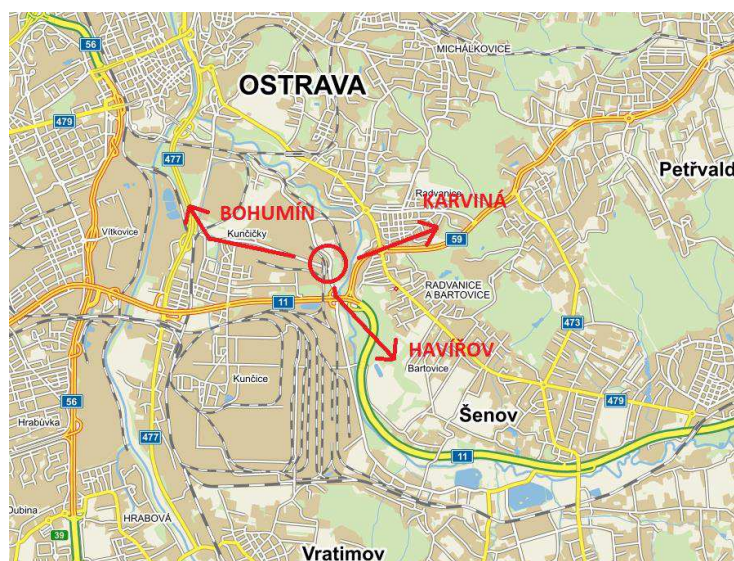 56
MICHÁLKOVICE
OSTRAVA
479
477
Petřvald
Radvanice
KARVINÁ
BOHUMÍN
Vítkovice
Kunčičky
59
RADVANICE
A BARTOVICE
11
473
HAVÍŘOV
Bartovice
Kunčice
56
479
Šenov
Hrabůvka
477
11
Dubina
HRABOVÁ
39
Vratimov